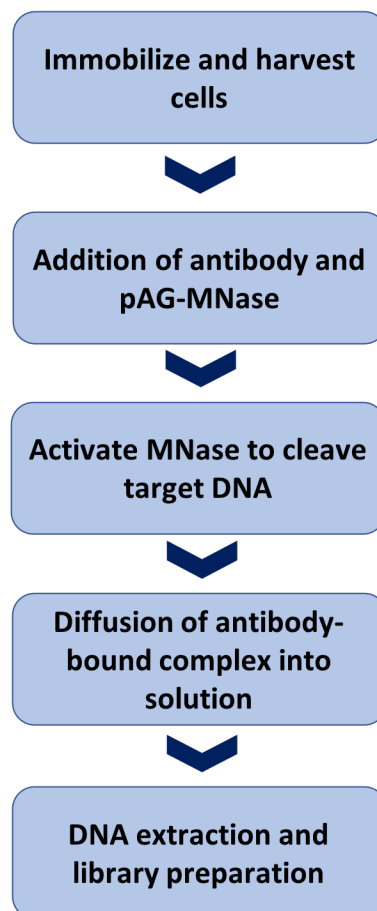 Immobilize and harvest
cells
Addition of antibody and
pAG-MNase
Activate MNase to cleave
target DNA
Diffusion of antibody-
bound complex into
solution
DNA extraction and
library preparation